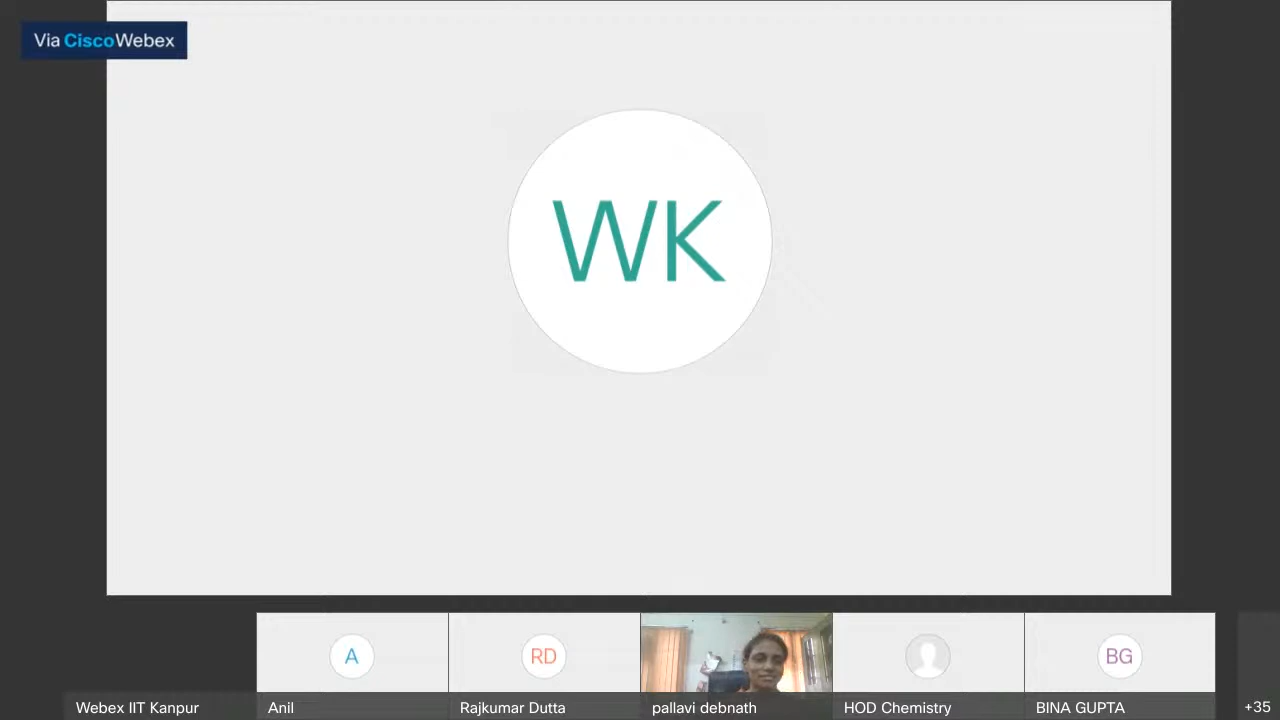 Via CiscoWebex
WK
A
RD
BG
Webex IIT Kanpur
Anil
Rajkumar Dutta
pallavi debnath
HOD Chemistry
BINA GUPTA
+35